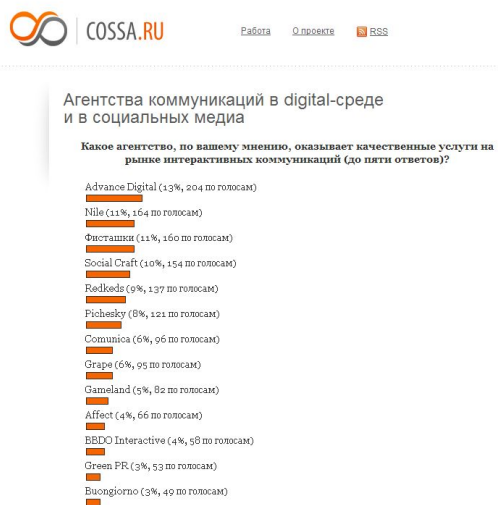 COSSA.RU
Работа О проекте RSS
Агентства коммуникаций в digital-среде
и в социальных медиа
Какое агентство, по вашему мнению, оказывает качественные услуги на
рынке интерактивных коммуникаций (до пяти ответов)?
Advance Digital (13%, 204 по голосам)
Nile (11%, 164 по голосам)
Фисташки (11%, 160 по голосам)
Social Craft (10%, 154 по голосам)
Redkeds (9%, 137 по голосам)
Pichesky (8%, 121 по голосам)
Comunica (6%, 96 по голосам)
Grape (6%, 95 по голосам)
Gameland (5%, 82 по голосам)
Affect (4%, 66 по голосам)
BBDO Interactive (4%, 58 по голосам)
Green PR (3%, 53 по голосам)
Buongiorno (3%, 49 по голосам)